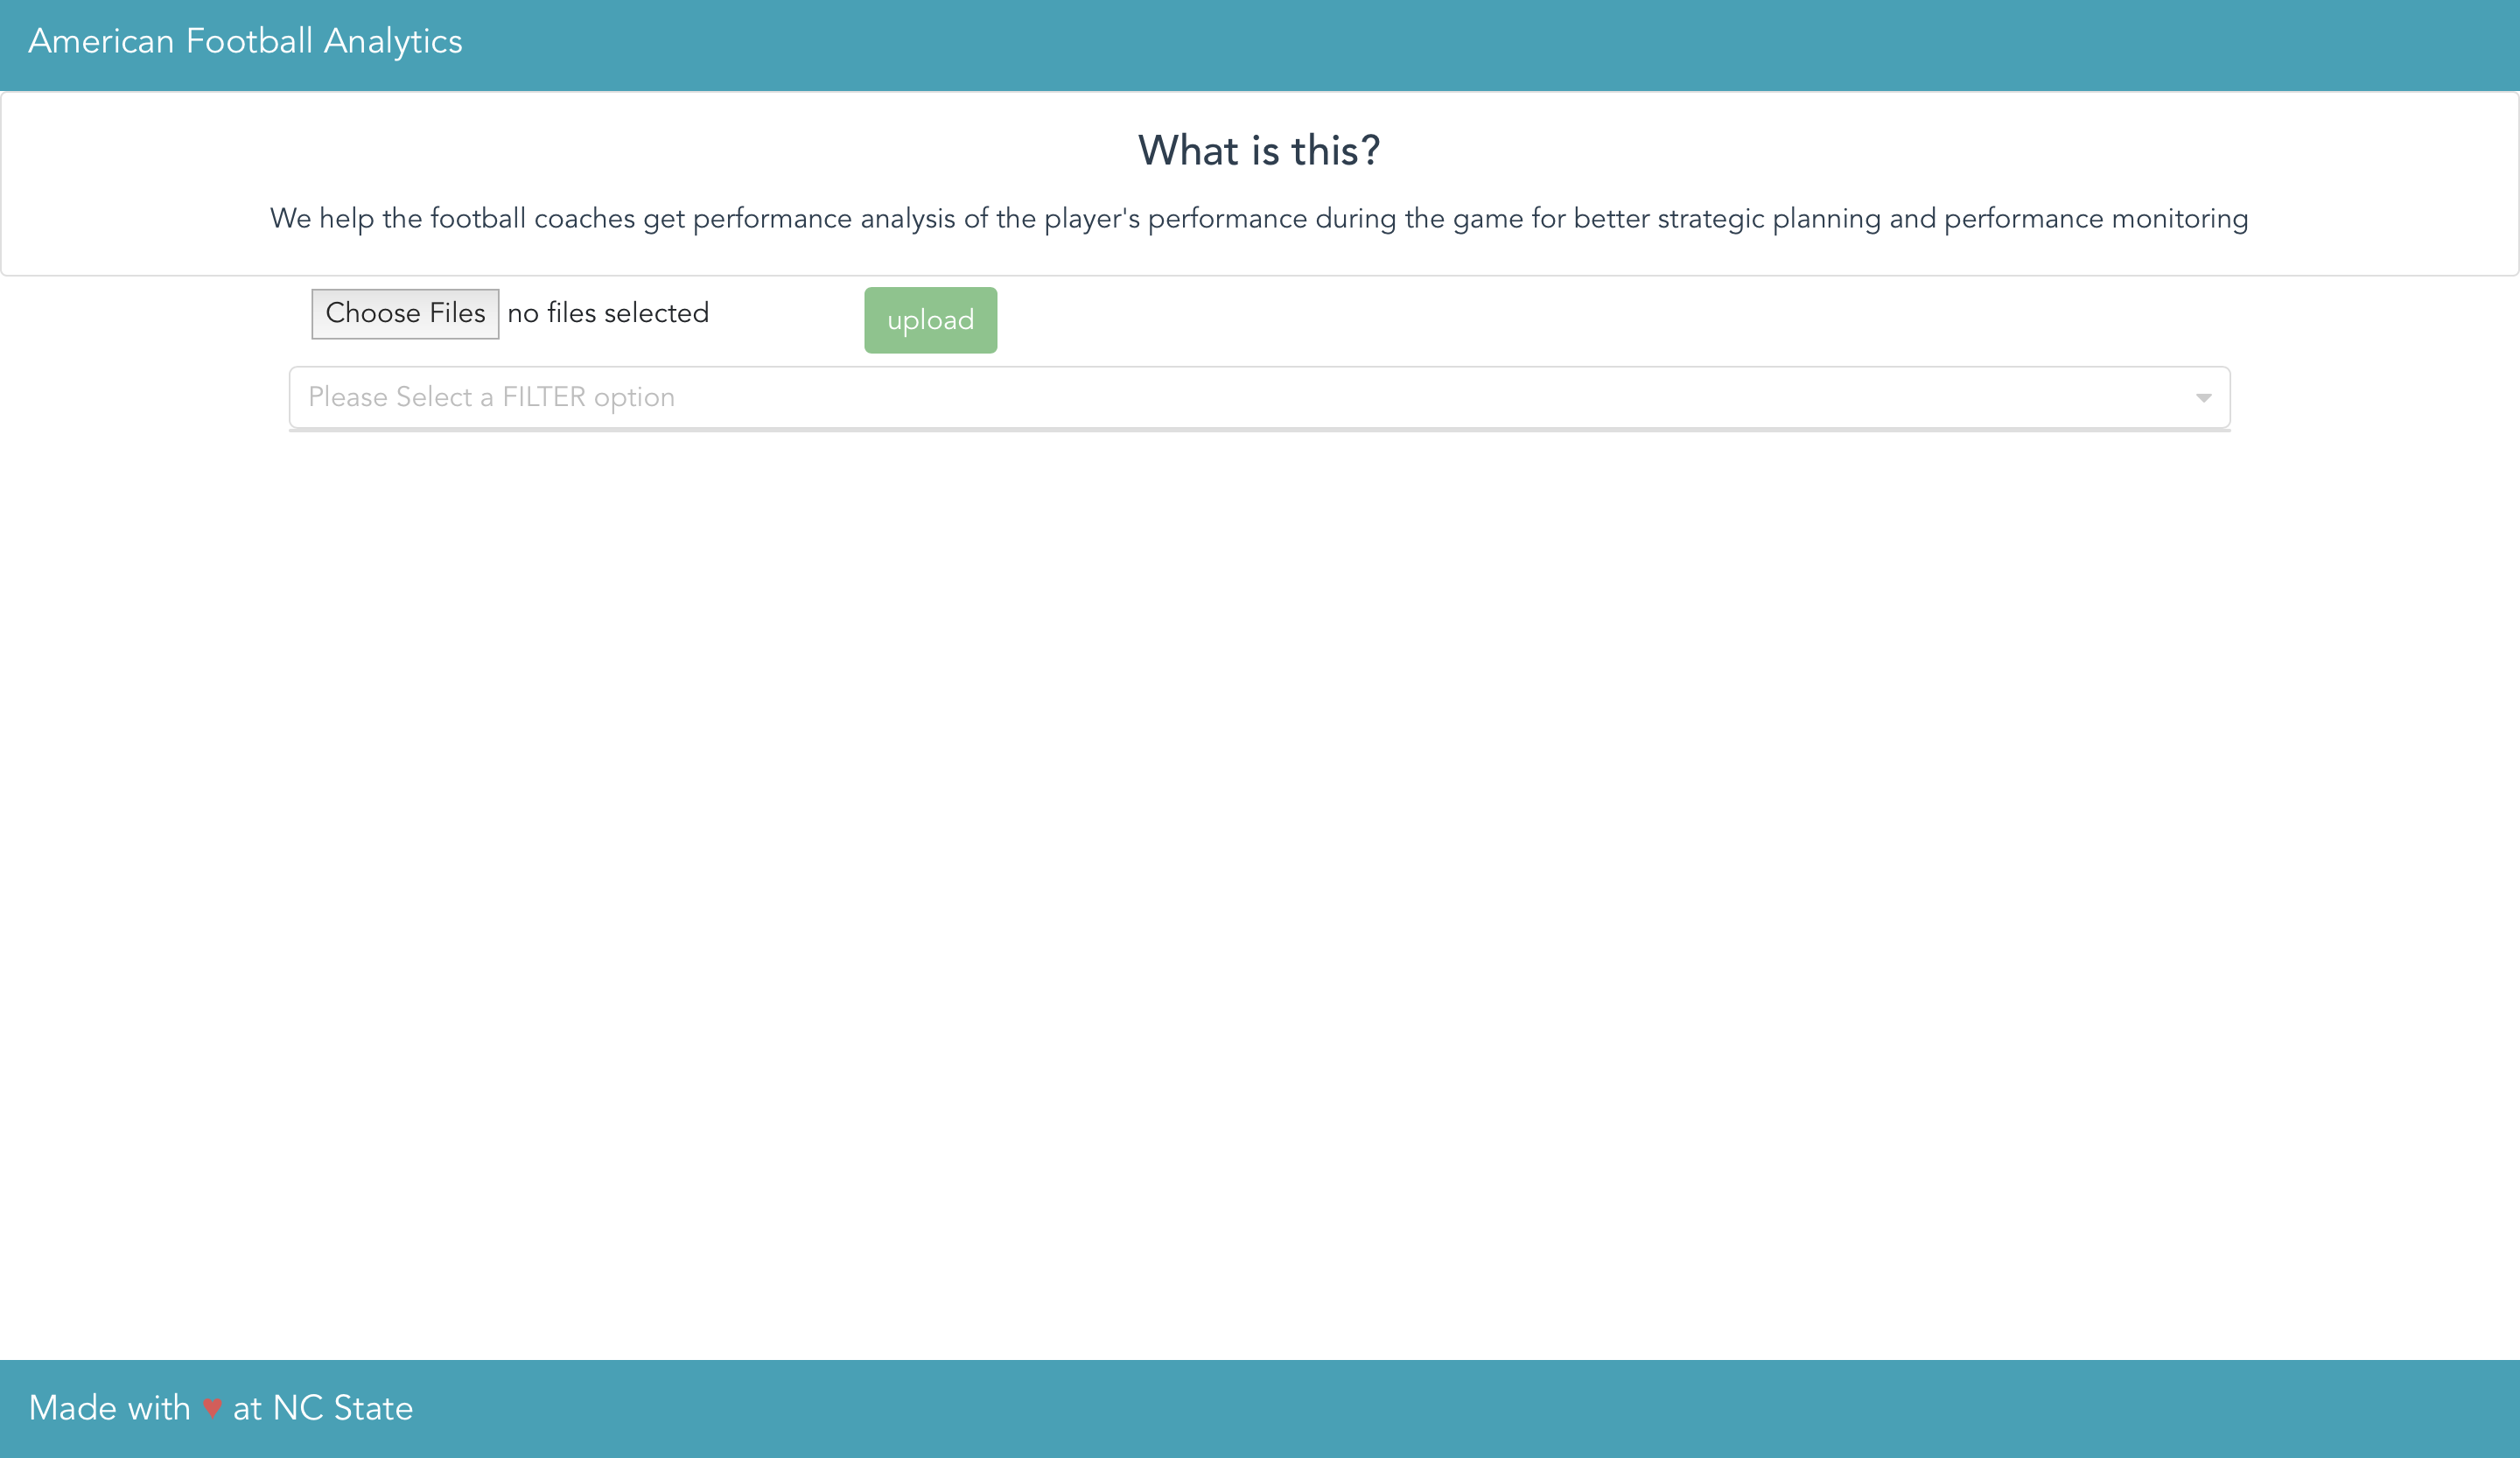 American Football Analytics
What is this?
We help the football coaches get performance analysis of the player's performance during the game for better strategic planning and performance monitoring
Choose Files no files selected upload
Please Select a FILTER option
Made with ♥ at NC State